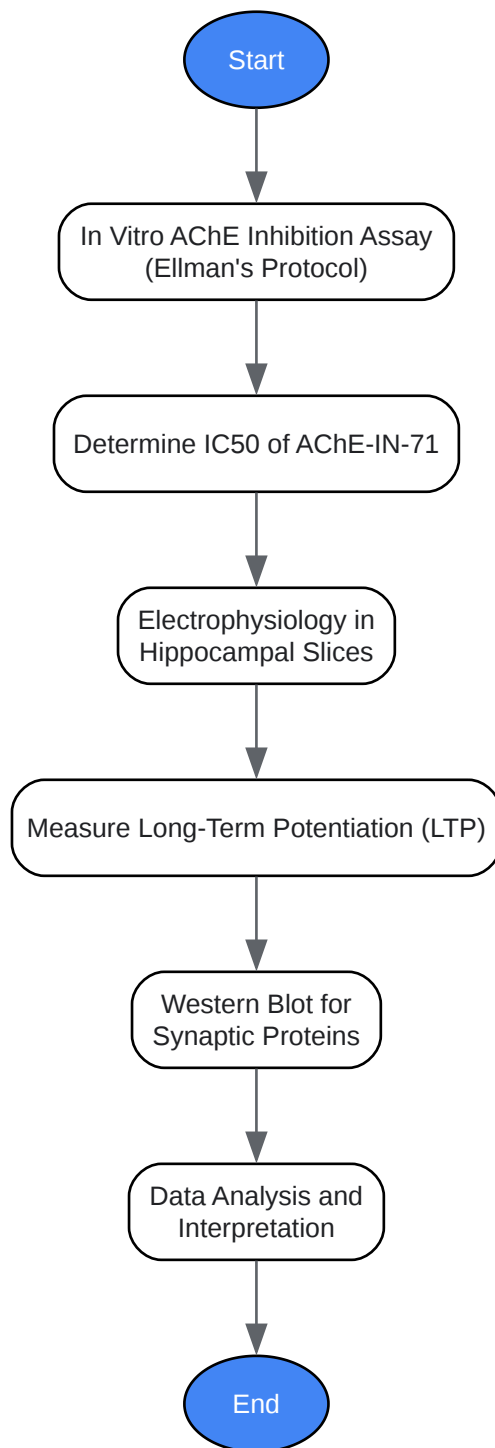 Start
In Vitro AChE Inhibition Assay
(Ellman's Protocol)
Determine IC50 of AChE-IN-71
Electrophysiology in
Hippocampal Slices
Measure Long-Term Potentiation (LTP)
Western Blot for
Synaptic Proteins
Data Analysis and
Interpretation
End